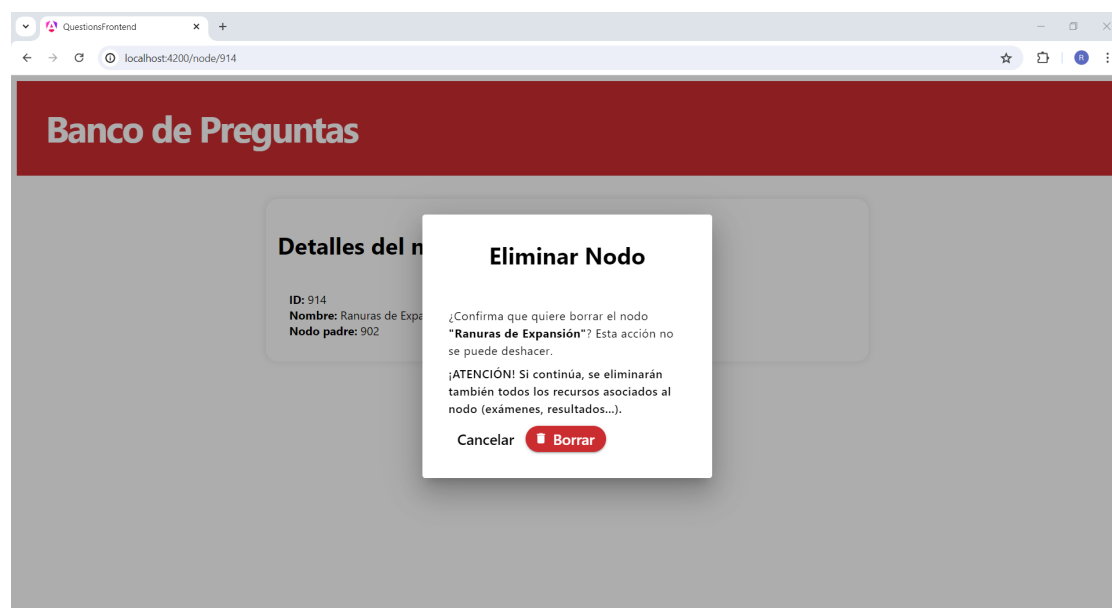 QuestionsFrontend
localhost:4200/node/914
R
Banco de Preguntas
Detalles del
ID: 914
Nombre: Ranuras de
Nodo padre: 902
Eliminar Nodo
¿Confirma que quiere borrar el nodo
"Ranuras de Expansión"? Esta acción no
se puede deshacer.
¡ATENCIÓN! Si continúa, se eliminarán
también todos los recursos asociados al
nodo (exámenes, resultados...).
Cancelar Borrar